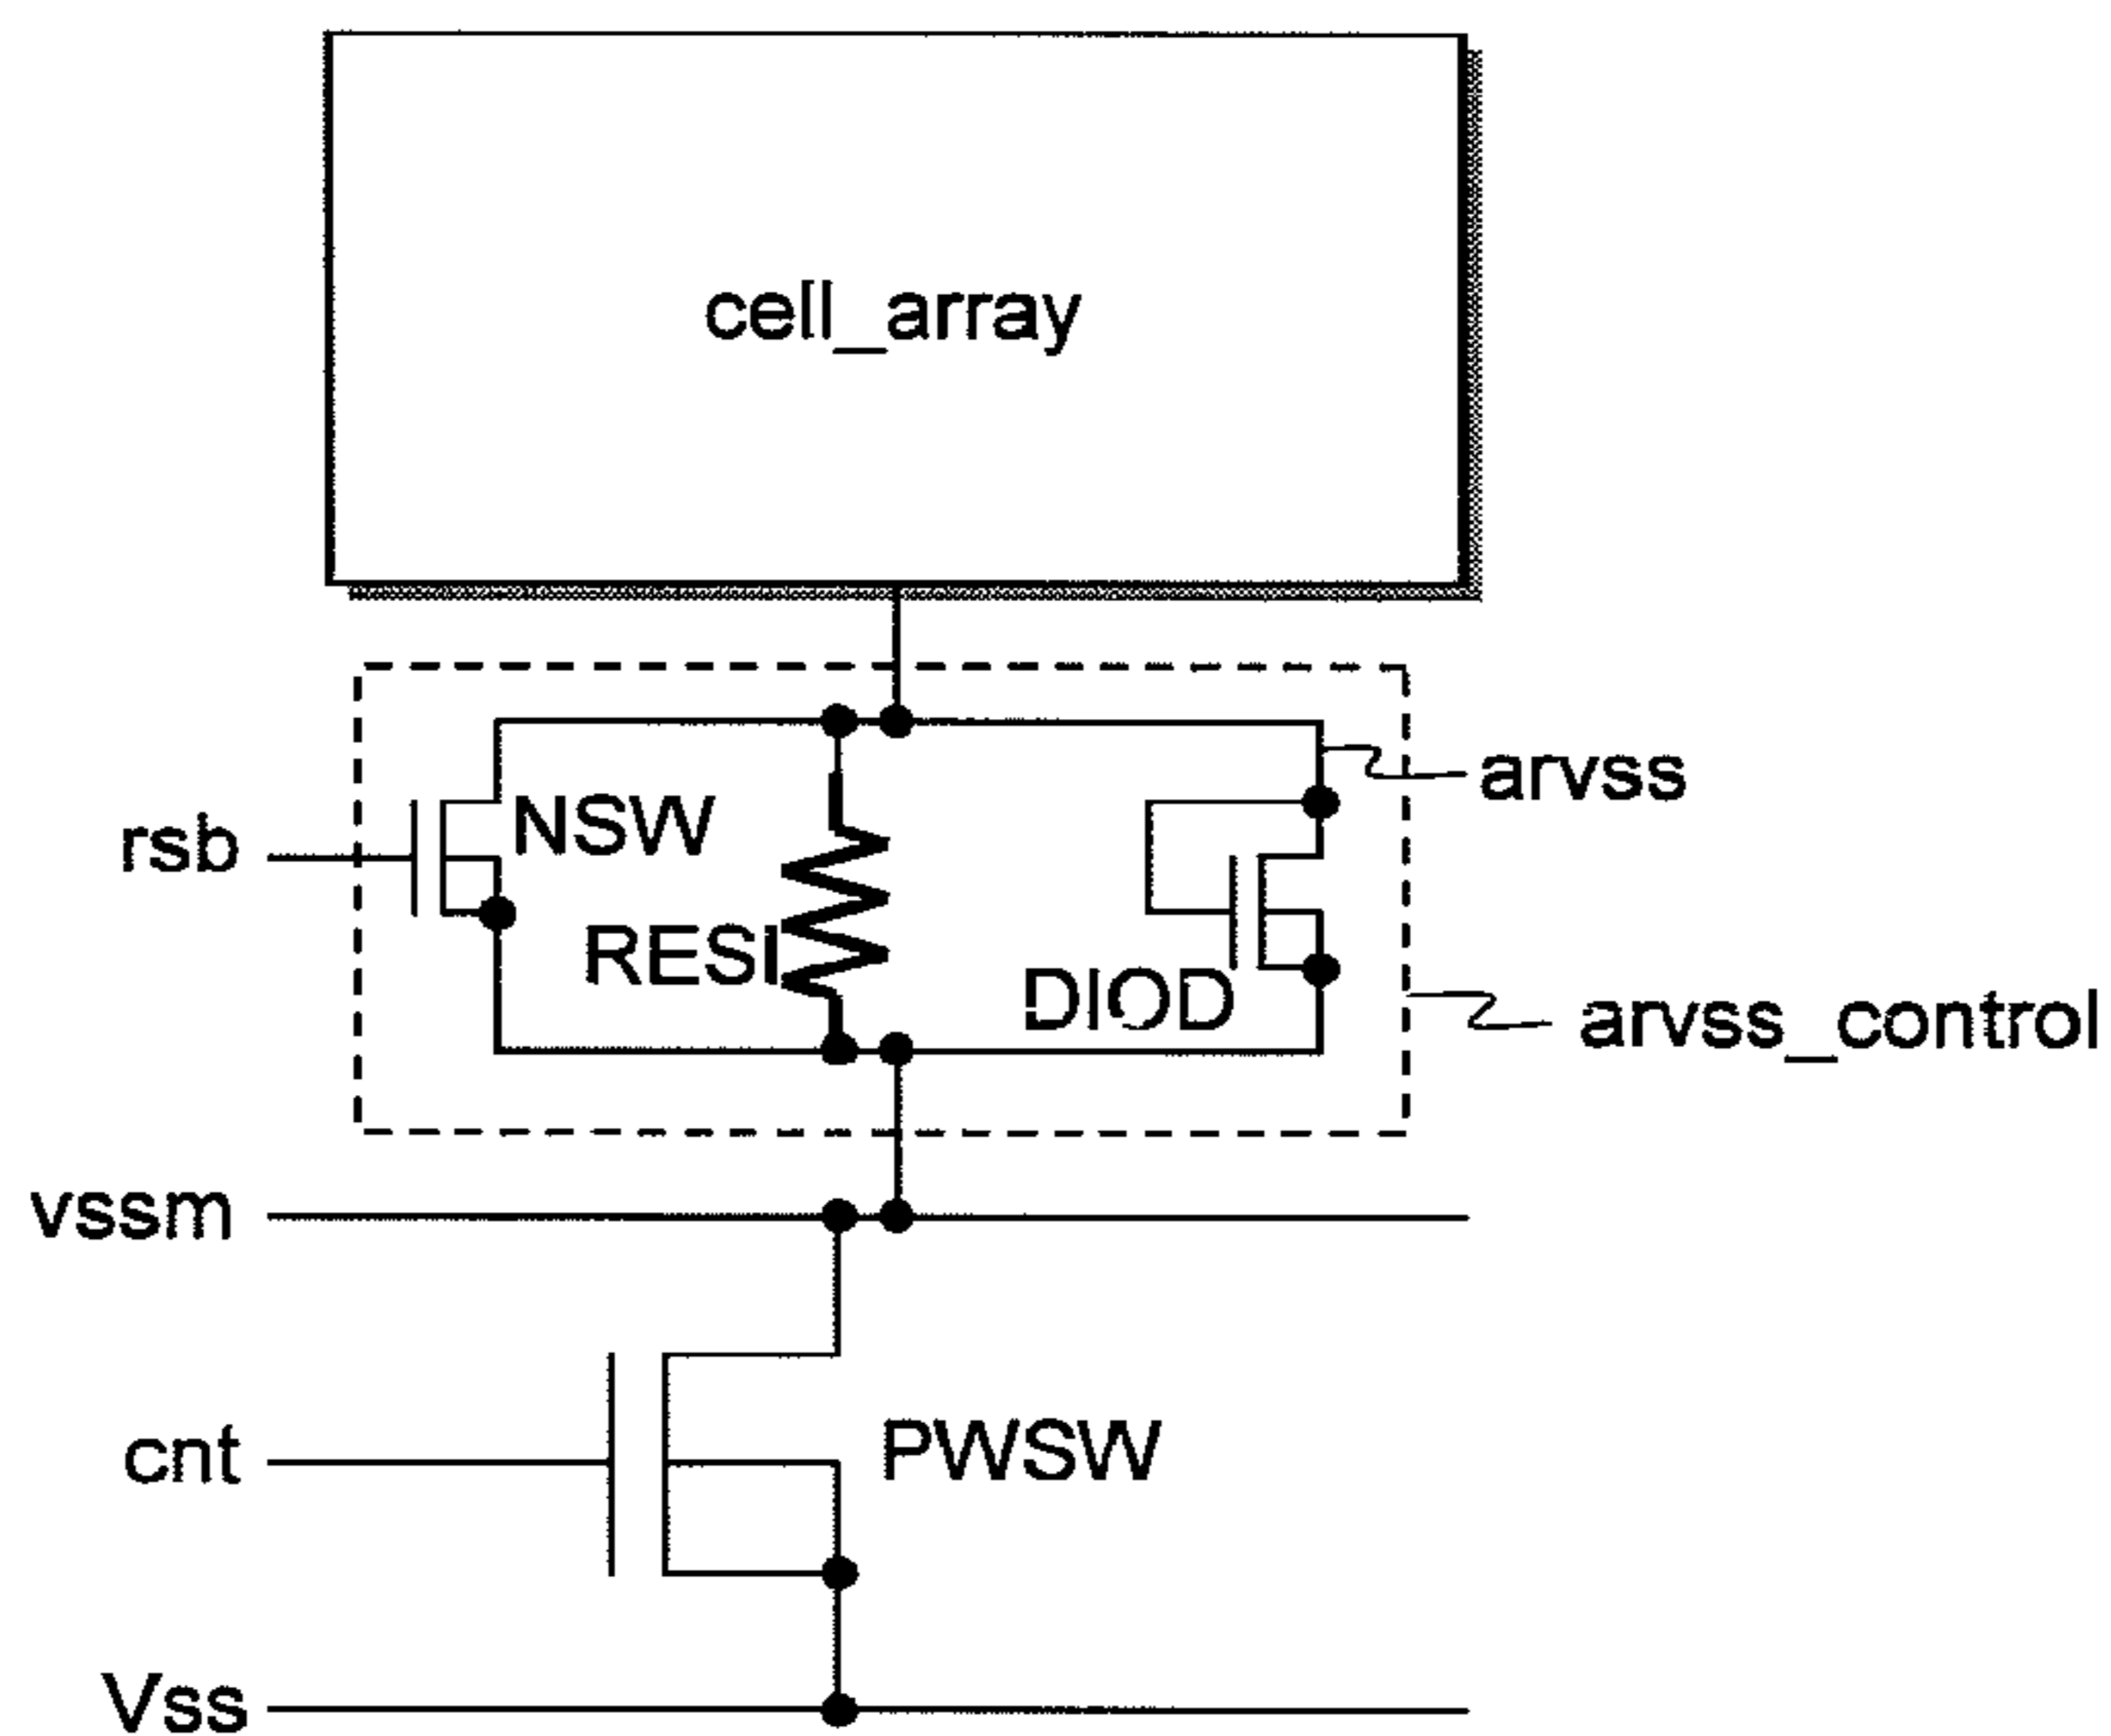 cell_array
arvss
rsb
NSW
RESI
DIOD
arvss_control
vssm
cnt
PWSW
Vss